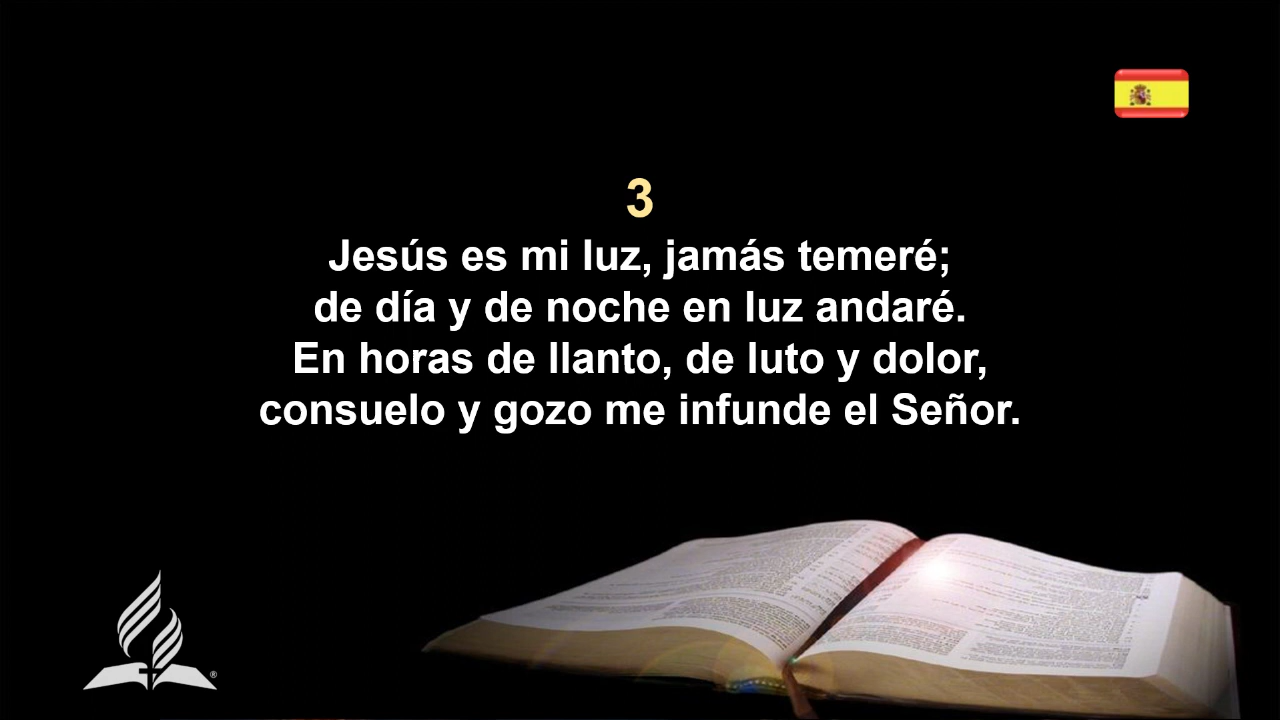 3
Jesús es mi luz, jamás temeré;
de día y de noche en luz andaré.
En horas de llanto, de luto y dolor,
consuelo y gozo me infunde el Señor.
®